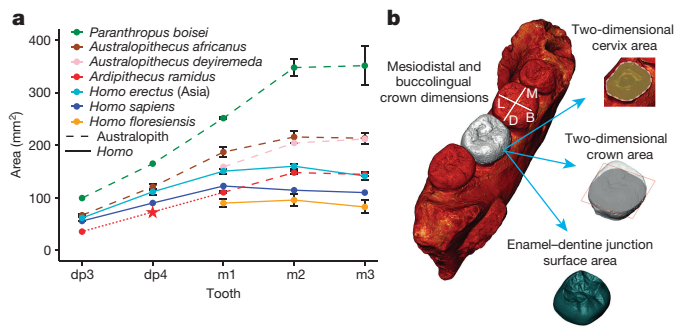 a
Paranthropus boisei
Australopithecus africanus
Australopithecus deyiremeda
Ardipithecus ramidus
Homo erectus (Asia)
Homo sapiens
Homo floresiensis
Australopith
Homo
Area (mm²)
400
300
200
100
0
dp3 dp4 m1 m2 m3
Tooth
b
Mesiodistal and
buccolingual
crown dimensions
M
L
B
D
Two-dimensional
cervix area
Two-dimensional
crown area
Enamel–dentine junction
surface area